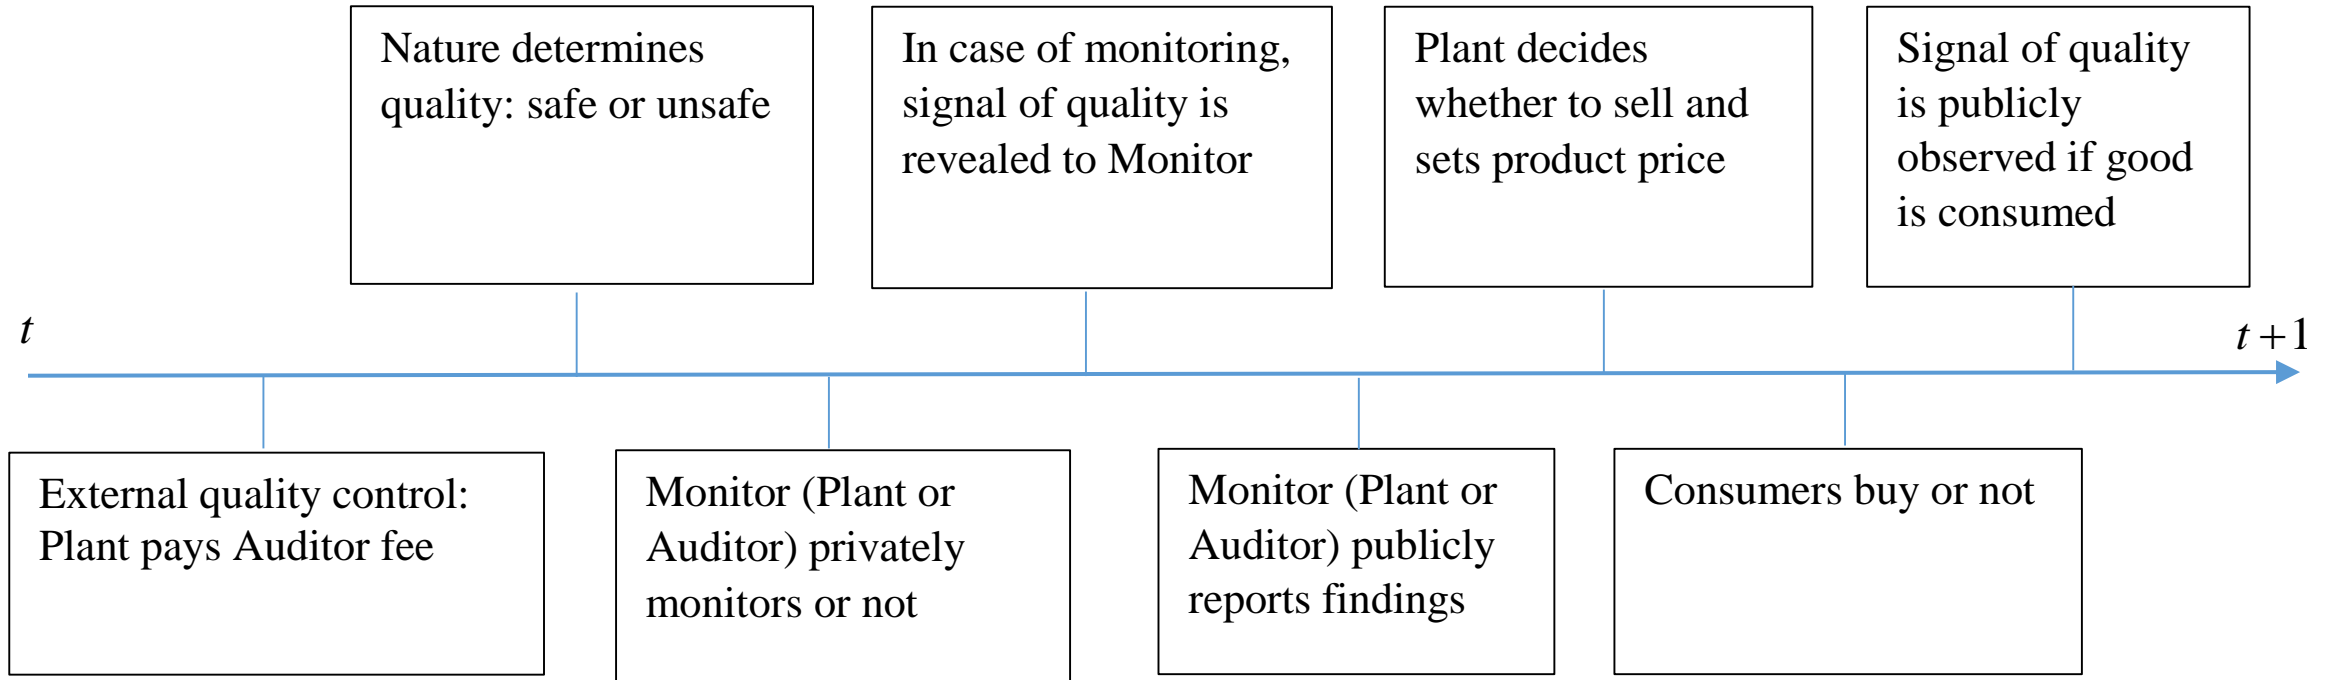 Nature determines
quality: safe or unsafe
In case of monitoring,
signal of quality is
revealed to Monitor
Plant decides
whether to sell and
sets product price
Signal of quality
is publicly
observed if good
is consumed
t
t + 1
External quality control:
Plant pays Auditor fee
Monitor (Plant or
Auditor) privately
monitors or not
Monitor (Plant or
Auditor) publicly
reports findings
Consumers buy or not